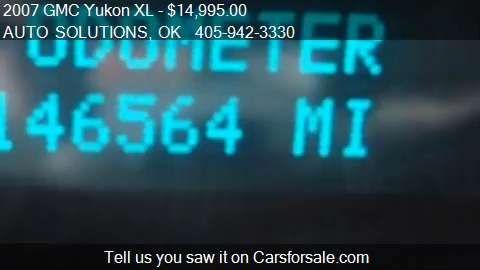 2007 GMC Yukon XL - $14,995.00
AUTO SOLUTIONS, OK 405-942-3330
ODOMETER
146564 MI
Tell us you saw it on Carsforsale.com